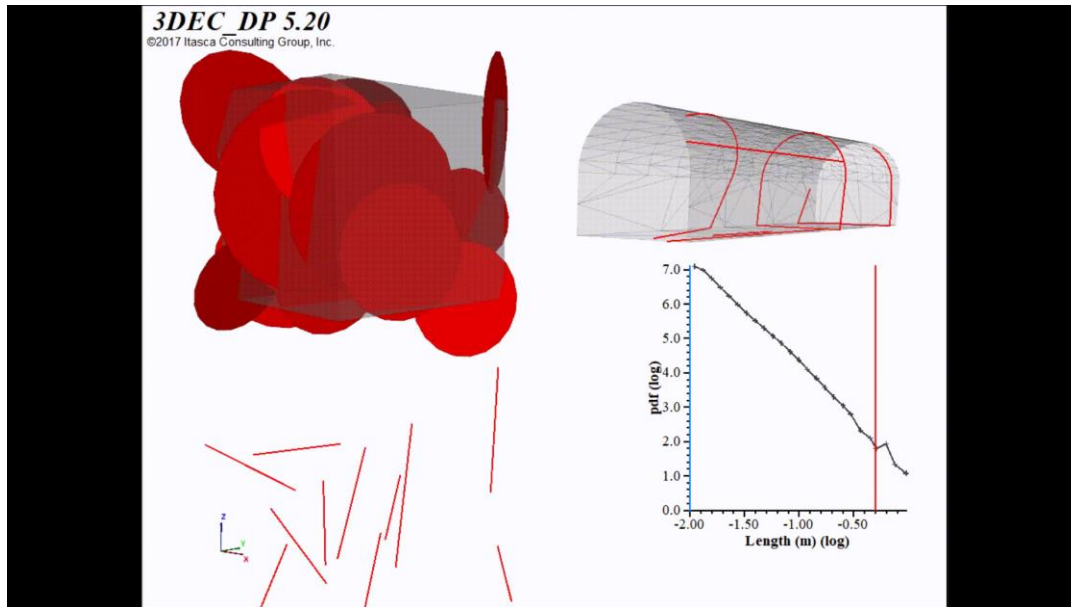 3DEC_DP 5.20
©2017 Itasca Consulting Group, Inc.
7.0
6.0
5.0
4.0
3.0
2.0
1.0
0.0
pdf (log)
-2.00
-1.50
-1.00
-0.50
Length (m) (log)
Z
Y
X